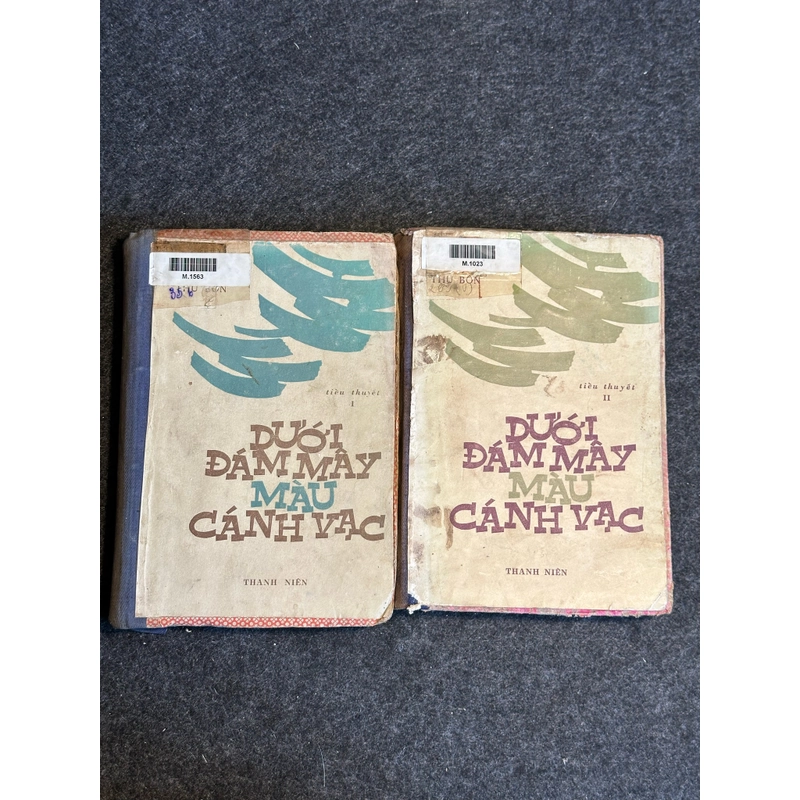 M.1563
BỒN
tiểu thuyết
I
DƯỚI
ĐÁM MÂY
MÀU
CÁNH VẠC
THANH NIÊN
M.1023
THU BỒN
tiểu thuyết
II
DƯỚI
ĐÁM MÂY
MÀU
CÁNH VẠC
THANH NIÊN